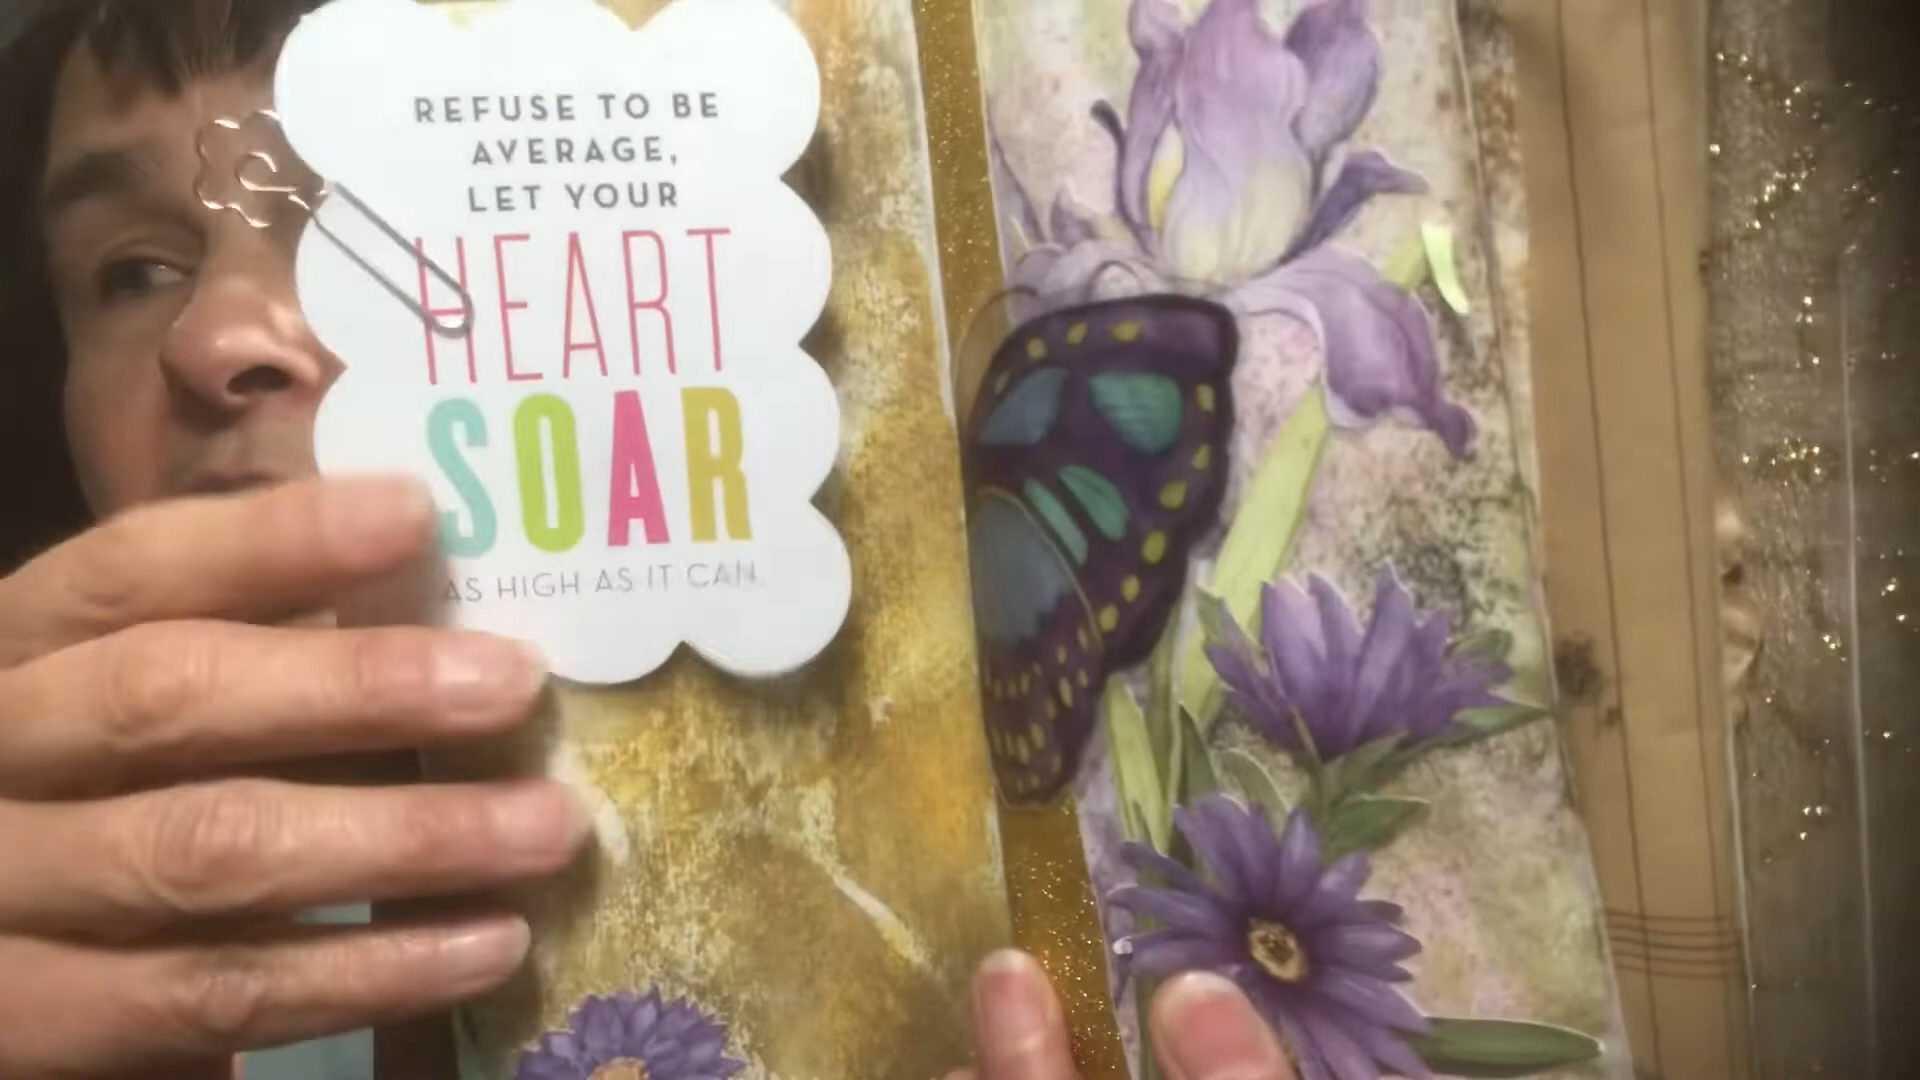 REFUSE TO BE
AVERAGE,
LET YOUR
HEART
SOAR
AS HIGH AS IT CAN